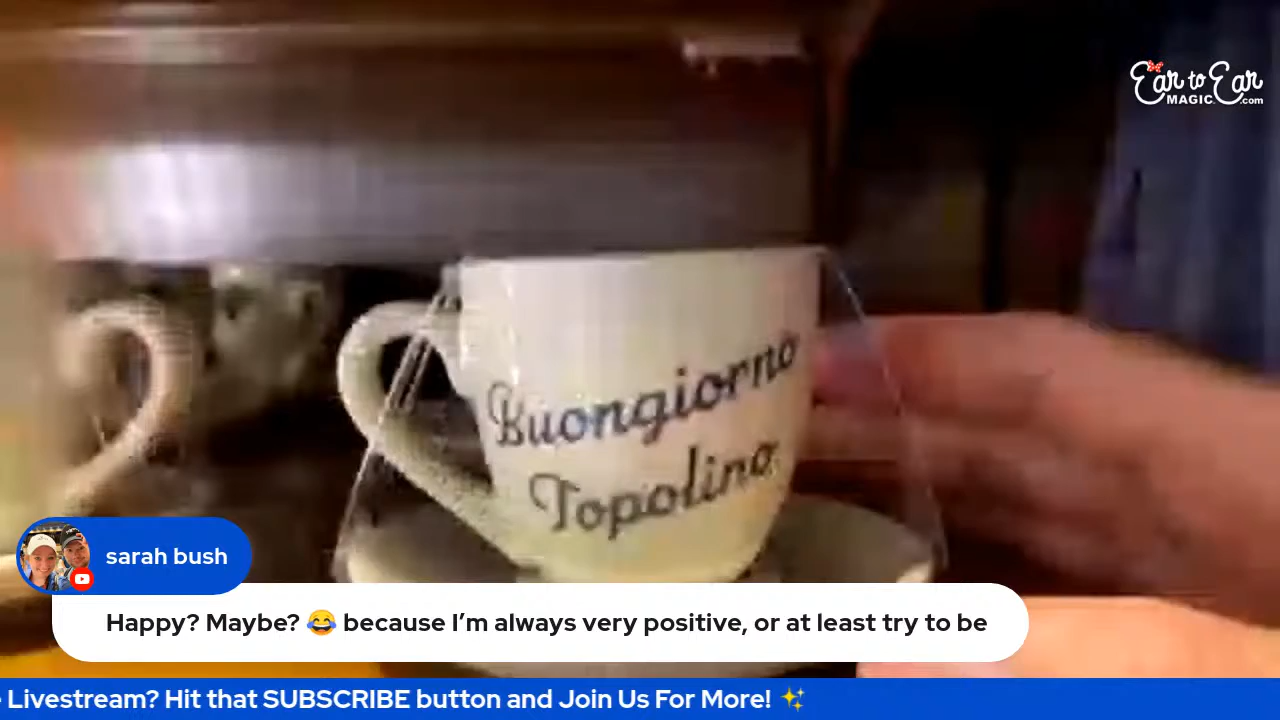 Ear to Ear
MAGIC.com
Buongiorno
Topolino
sarah bush
Happy? Maybe? 😂 because I’m always very positive, or at least try to be
Livestream? Hit that SUBSCRIBE button and Join Us For More! ✨